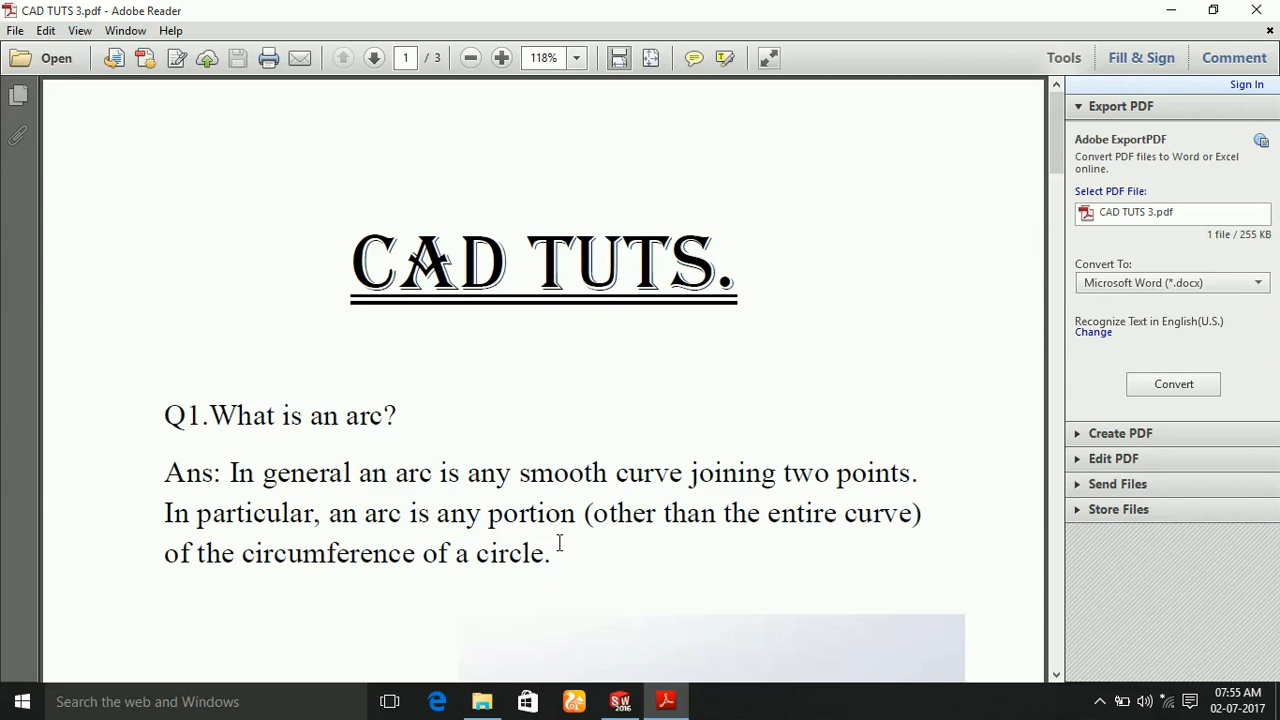 CAD TUTS 3.pdf - Adobe Reader
File Edit View Window Help
Open 1 / 3 118% Tools Fill & Sign Comment
Sign In
Export PDF
Adobe ExportPDF
Convert PDF files to Word or Excel
online.
Select PDF File:
CAD TUTS 3.pdf
1 file / 255 KB
Convert To:
Microsoft Word (*.docx)
Recognize Text in English(U.S.)
Change
Convert
Create PDF
Edit PDF
Send Files
Store Files
CAD TUTS.
Q1.What is an arc?
Ans: In general an arc is any smooth curve joining two points.
In particular, an arc is any portion (other than the entire curve)
of the circumference of a circle.
Search the web and Windows
SW
2016
07:55 AM
02-07-2017